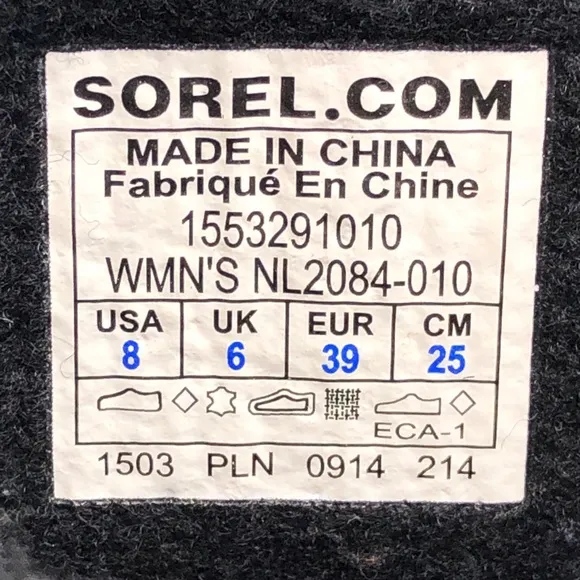 SOREL.COM
MADE IN CHINA
Fabriqué En Chine
1553291010
WMN'S NL2084-010
USA UK EUR CM
8 6 39 25
ECA-1
1503 PLN 0914 214